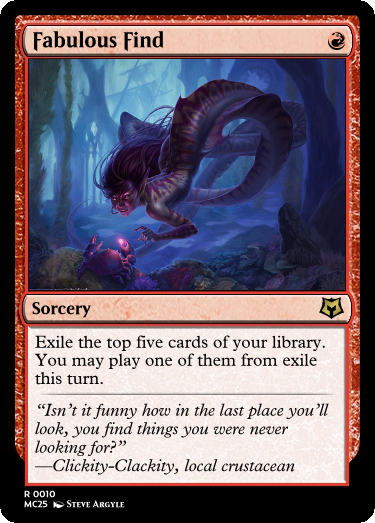 Fabulous Find
Sorcery
Exile the top five cards of your library.
You may play one of them from exile
this turn.
“Isn’t it funny how in the last place you’ll
look, you find things you were never
looking for?”
—Clickity-Clackity, local crustacean
R 0010
MC25 Steve Argyle